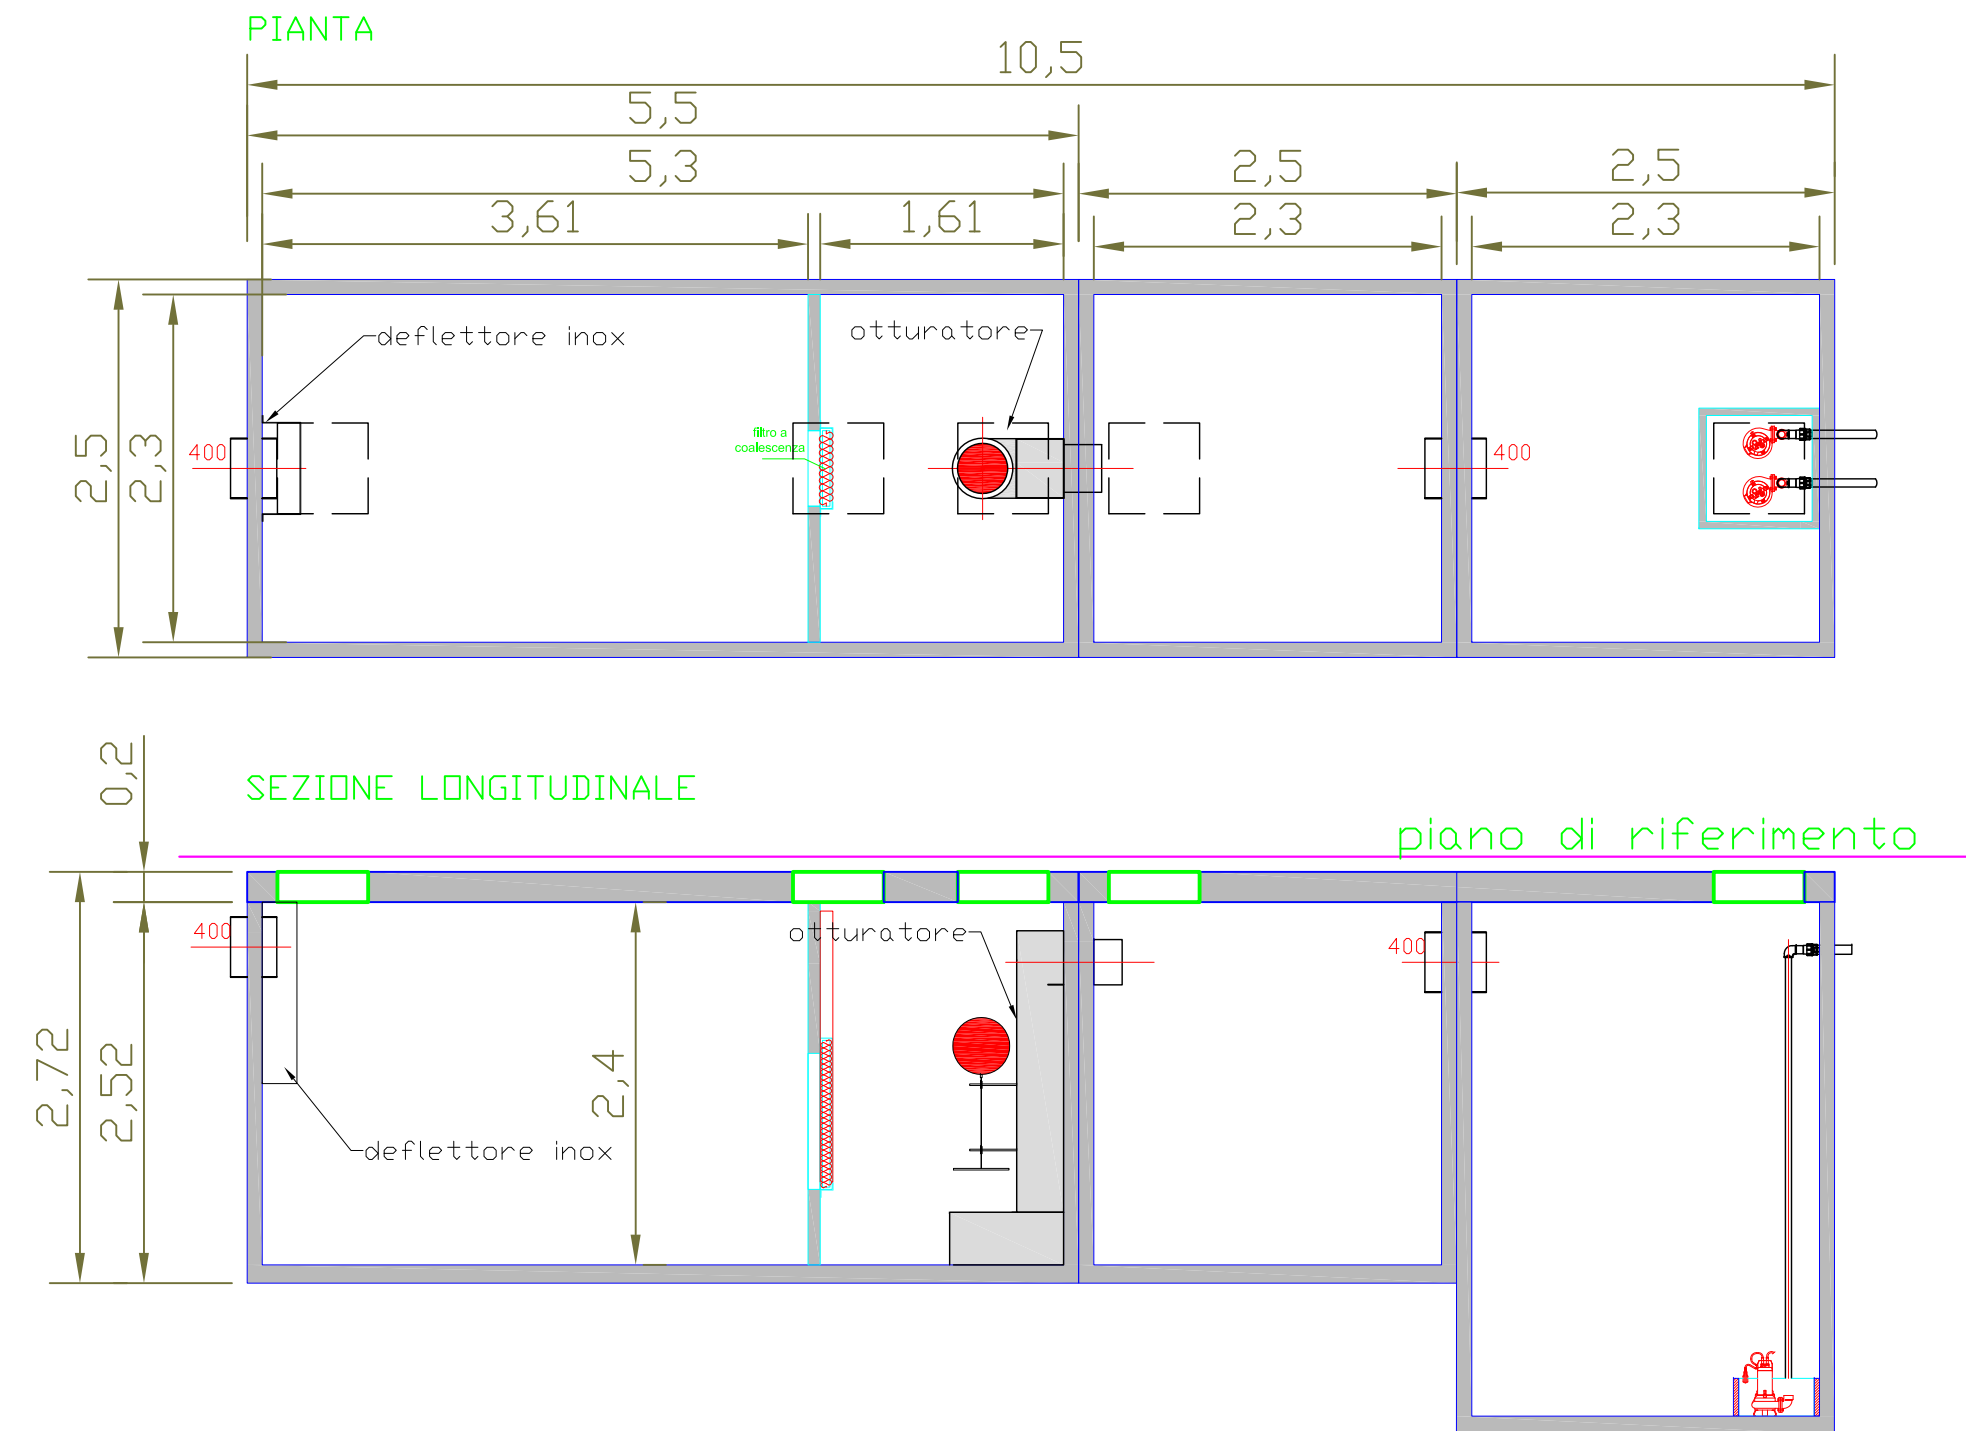 PIANTA
10,5
5,5
5,3
2,5
2,5
3,61
1,61
2,3
2,3
deflettore inox
otturatore
2,5
2,3
400
filtro a
coalescenza
400
0,2
SEZIONE LONGITUDINALE
piano di riferimento
400
otturatore
400
2,72
2,52
2,4
deflettore inox